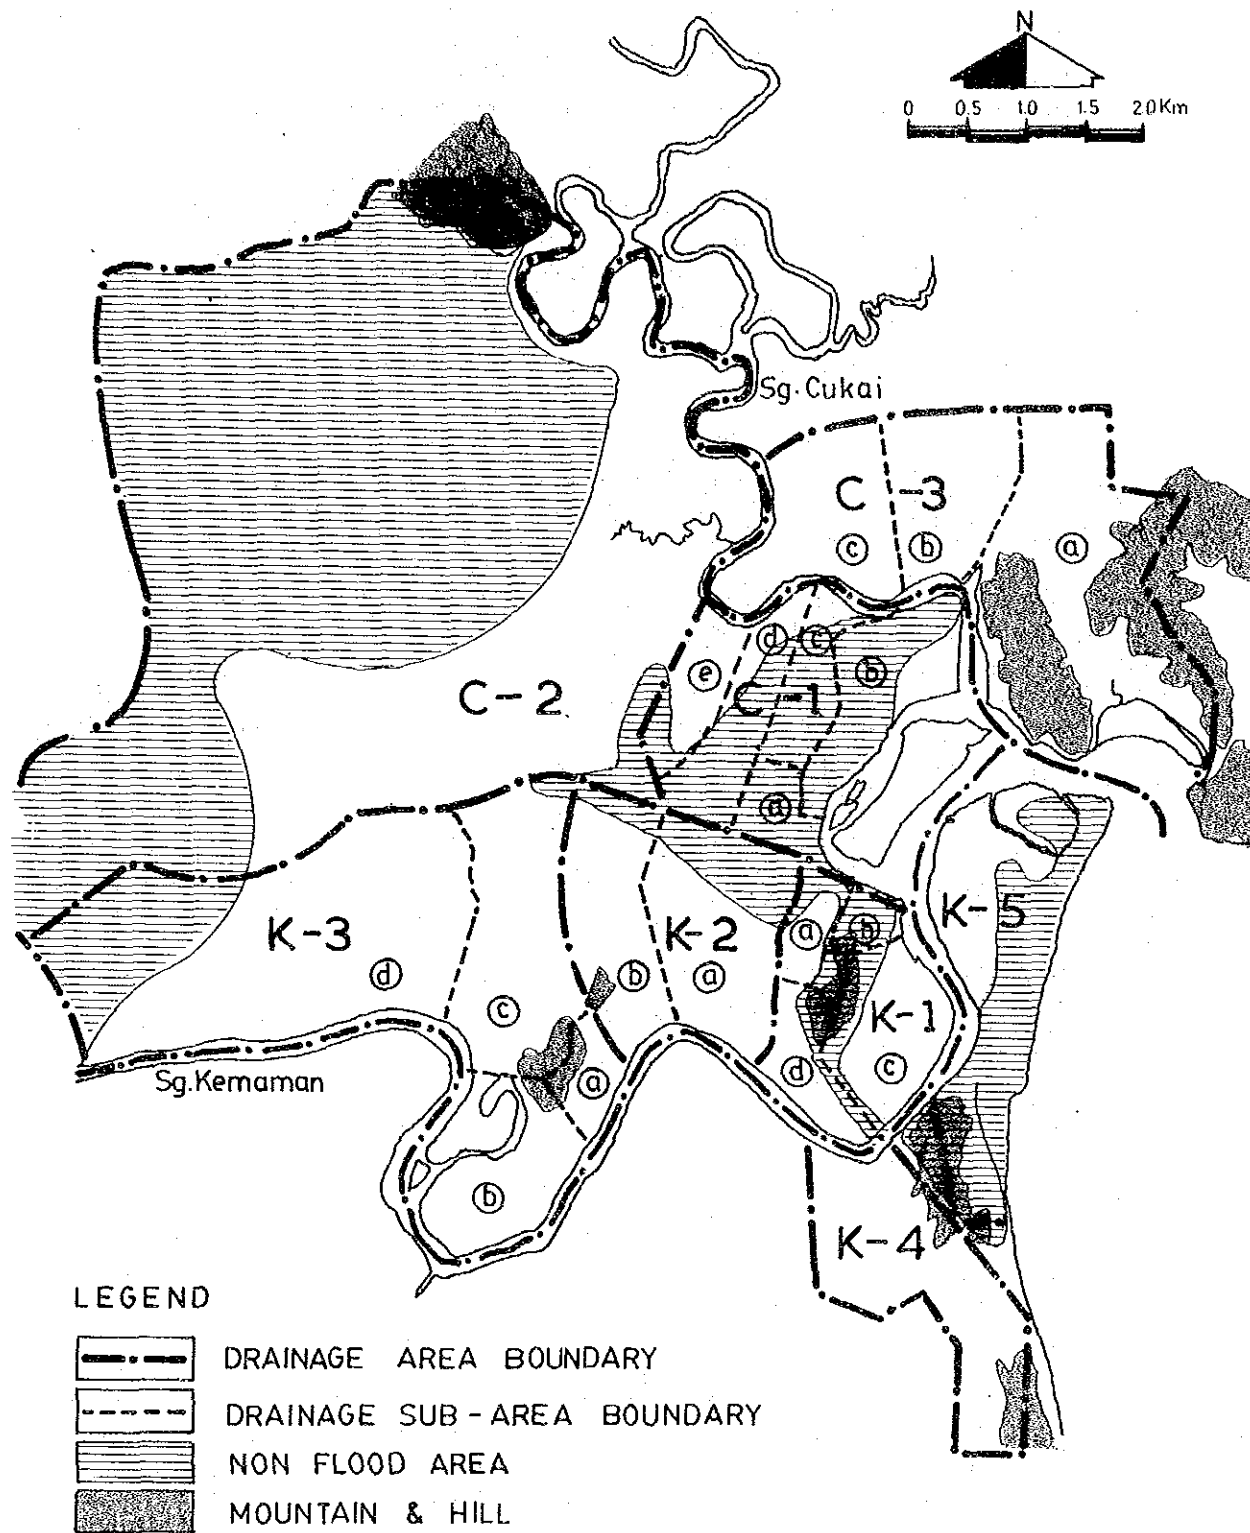 N
0 0.5 1.0 1.5 2.0Km
Sg.Cukai
C-3
c b a
d c
e b
C-2 C-1
a
K-5
K-3 K-2 a b
d b a
c K-1
Sg.Kemaman a d c
b
K-4
LEGEND
DRAINAGE AREA BOUNDARY
DRAINAGE SUB-AREA BOUNDARY
NON FLOOD AREA
MOUNTAIN & HILL